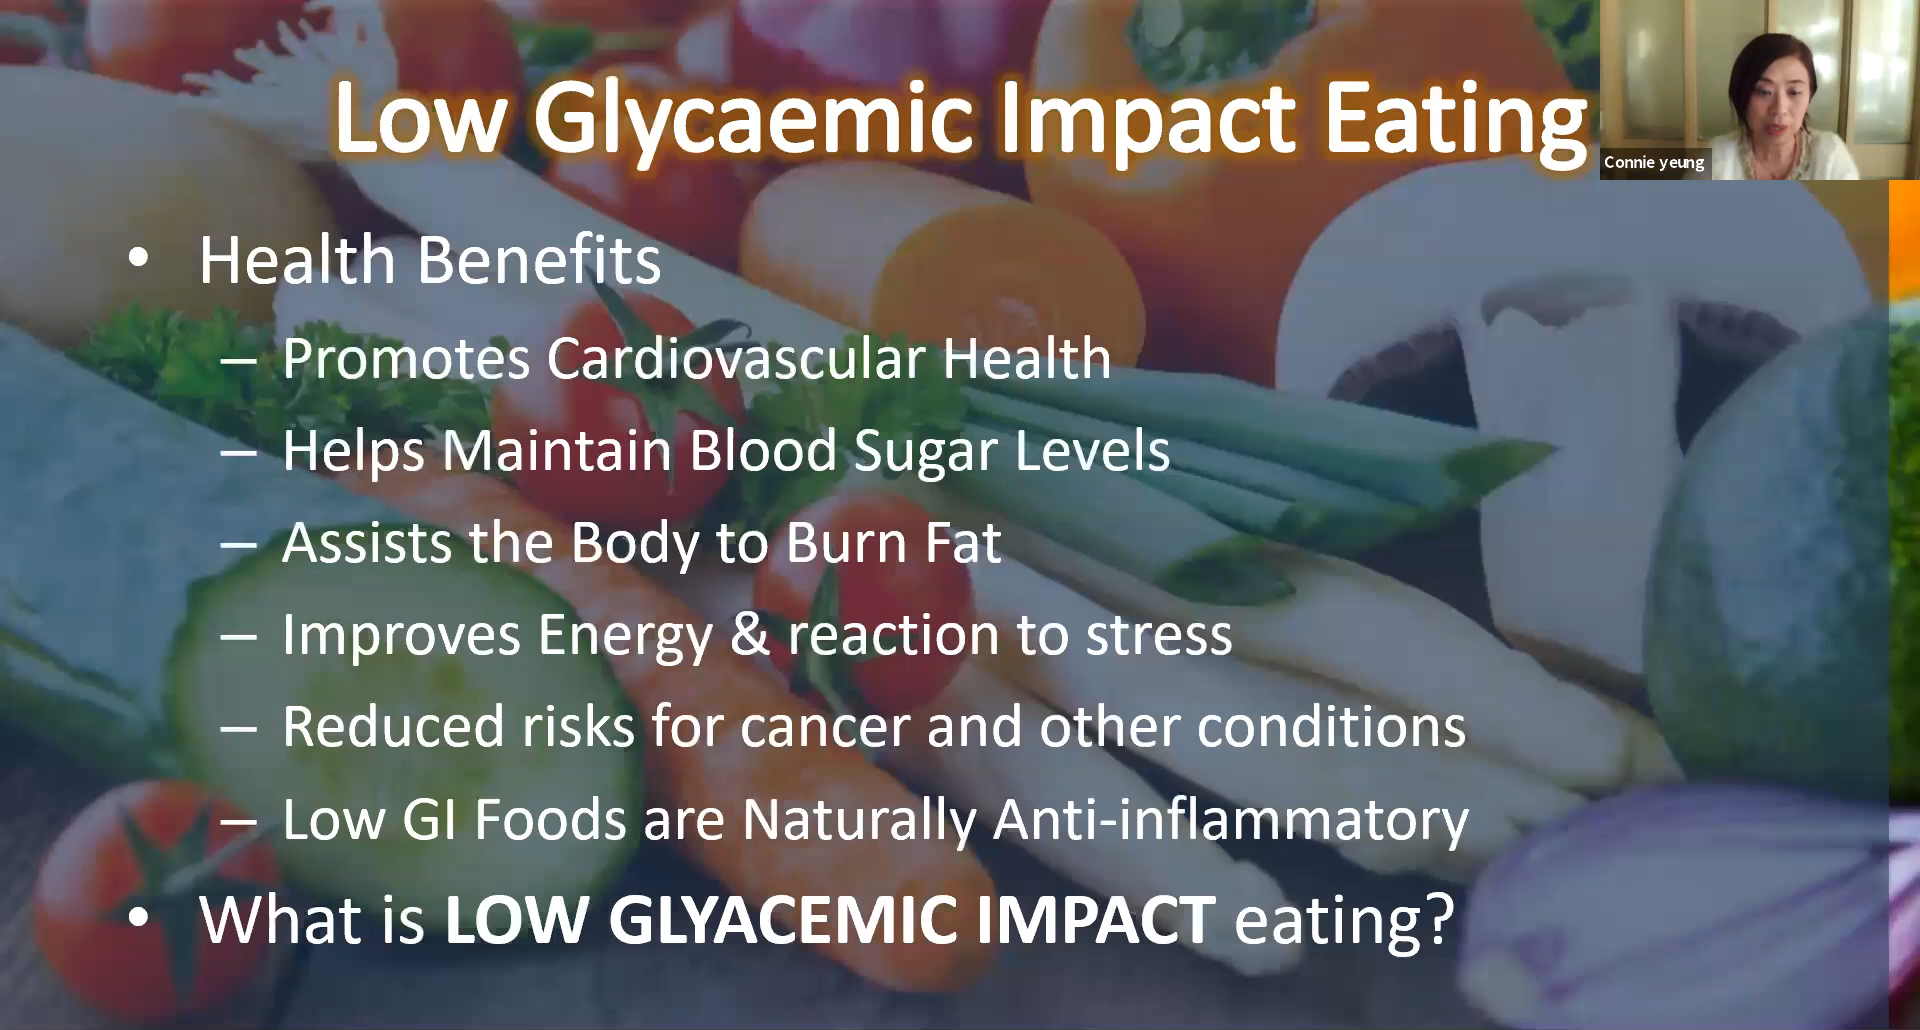 Low Glycaemic Impact Eating
Connie yeung
• Health Benefits
– Promotes Cardiovascular Health
– Helps Maintain Blood Sugar Levels
– Assists the Body to Burn Fat
– Improves Energy & reaction to stress
– Reduced risks for cancer and other conditions
– Low GI Foods are Naturally Anti-inflammatory
• What is LOW GLYACEMIC IMPACT eating?